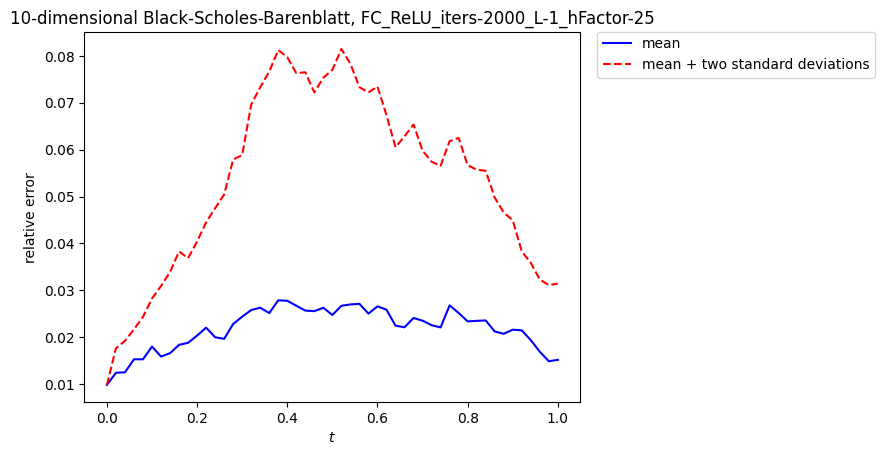 10-dimensional Black-Scholes-Barenblatt, FC_ReLU_iters-2000_L-1_hFactor-25
mean
mean + two standard deviations
relative error
0.08
0.07
0.06
0.05
0.04
0.03
0.02
0.01
0.0
0.2
0.4
0.6
0.8
1.0
t